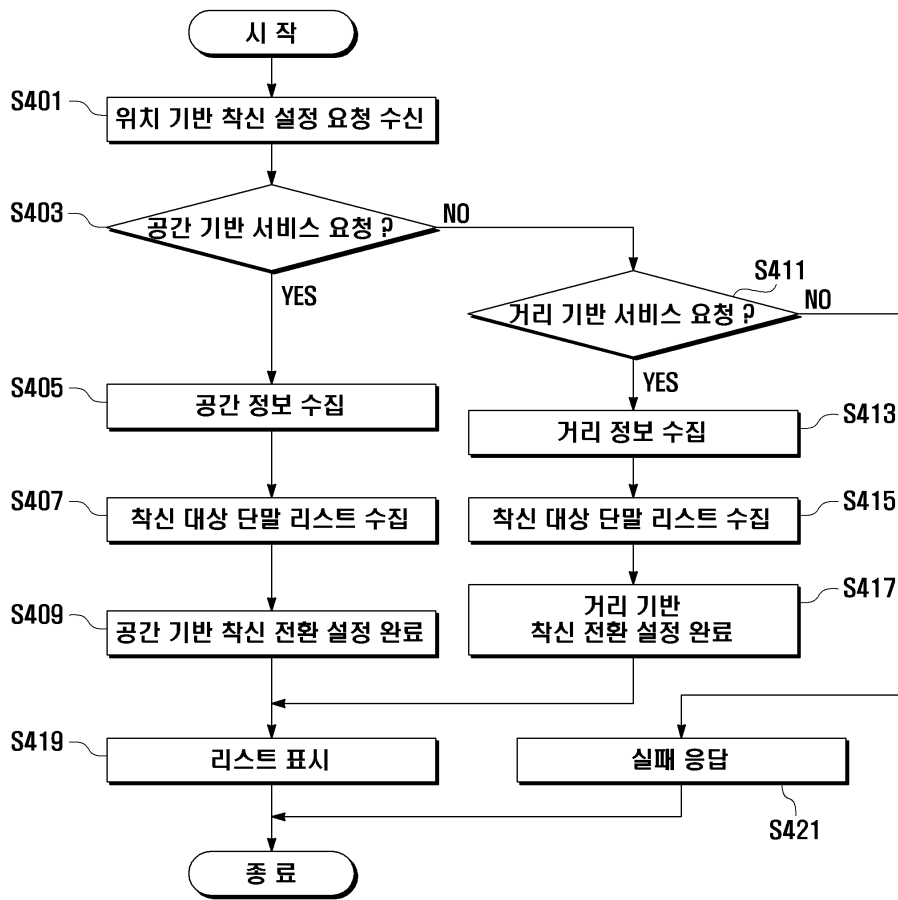 시 작
S401
위치 기반 착신 설정 요청 수신
S403
공간 기반 서비스 요청 ?
NO
YES
S411
거리 기반 서비스 요청 ?
NO
YES
S405
공간 정보 수집
S413
거리 정보 수집
S407
착신 대상 단말 리스트 수집
S415
착신 대상 단말 리스트 수집
S409
공간 기반 착신 전환 설정 완료
S417
거리 기반
착신 전환 설정 완료
S419
리스트 표시
실패 응답
S421
종 료